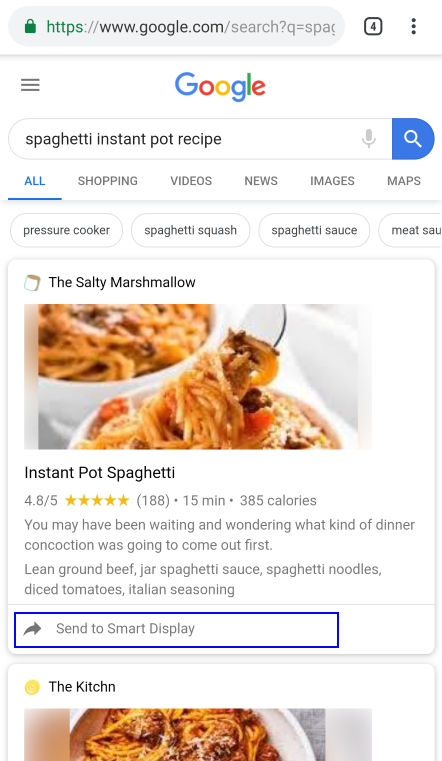 https://www.google.com/search?q=spag
4
Google
spaghetti instant pot recipe
ALL SHOPPING VIDEOS NEWS IMAGES MAPS
pressure cooker spaghetti squash spaghetti sauce meat sau
The Salty Marshmallow
Instant Pot Spaghetti
4.8/5 ★★★★★ (188) • 15 min • 385 calories
You may have been waiting and wondering what kind of dinner
concoction was going to come out first.
Lean ground beef, jar spaghetti sauce, spaghetti noodles,
diced tomatoes, italian seasoning
Send to Smart Display
The Kitchn